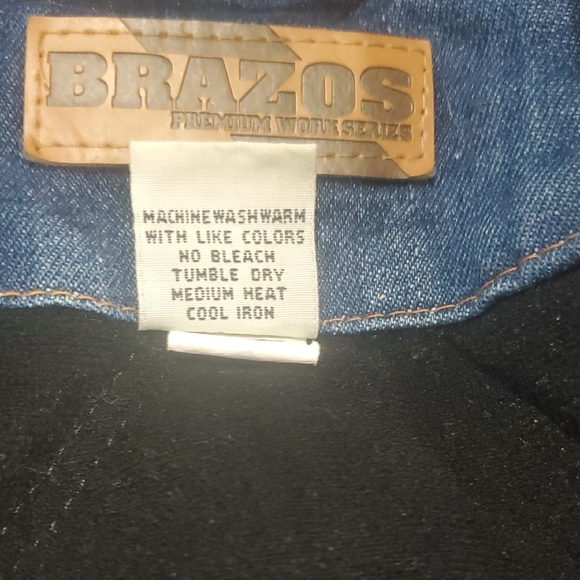 BRAZOS
PREMIUM WORK SERIES
MACHINE WASH WARM
WITH LIKE COLORS
NO BLEACH
TUMBLE DRY
MEDIUM HEAT
COOL IRON